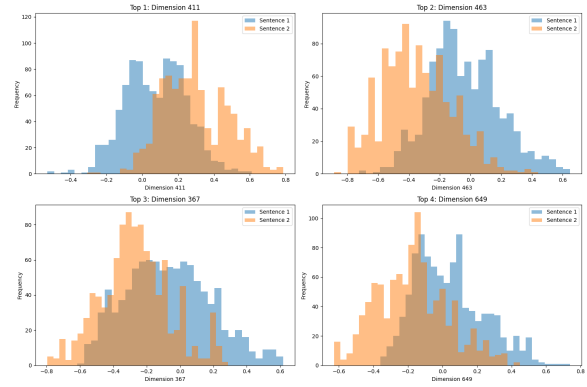 Top 1: Dimension 411
120
100
80
60
40
20
0
Frequency
Sentence 1
Sentence 2
−0.4
−0.2
0.0
0.2
0.4
0.6
0.8
Dimension 411
Top 2: Dimension 463
80
60
40
20
0
Frequency
Sentence 1
Sentence 2
−0.8
−0.6
−0.4
−0.2
0.0
0.2
0.4
0.6
Dimension 463
Top 3: Dimension 367
80
60
40
20
0
Frequency
Sentence 1
Sentence 2
−0.8
−0.6
−0.4
−0.2
0.0
0.2
0.4
0.6
Dimension 367
Top 4: Dimension 649
100
80
60
40
20
0
Frequency
Sentence 1
Sentence 2
−0.6
−0.4
−0.2
0.0
0.2
0.4
0.6
0.8
Dimension 649